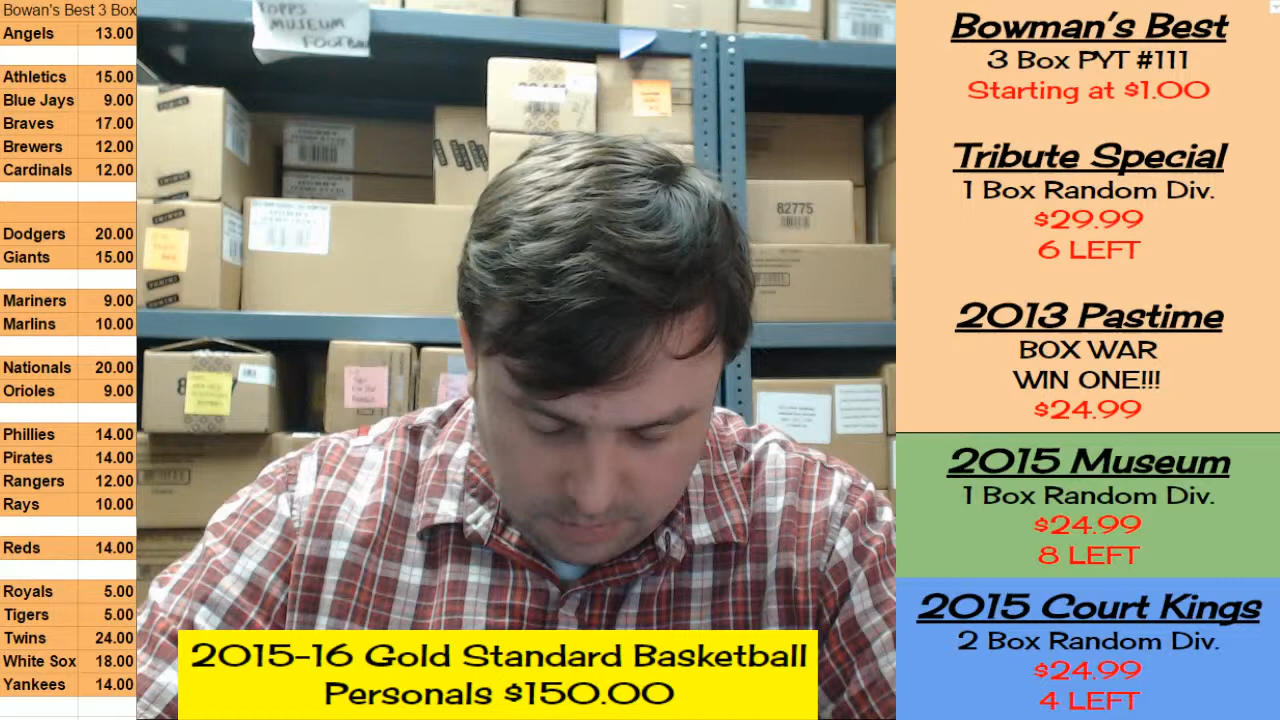 Bowan's Best 3 Box
Angels 13.00
Athletics 15.00
Blue Jays 9.00
Braves 17.00
Brewers 12.00
Cardinals 12.00
Dodgers 20.00
Giants 15.00
Mariners 9.00
Marlins 10.00
Nationals 20.00
Orioles 9.00
Phillies 14.00
Pirates 14.00
Rangers 12.00
Rays 10.00
Reds 14.00
Royals 5.00
Tigers 5.00
Twins 24.00
White Sox 18.00
Yankees 14.00
TOPPS
MUSEUM
FOOTBALL
82775
2015-16 Gold Standard Basketball
Personals $150.00
Bowman's Best
3 Box PYT #111
Starting at $1.00
Tribute Special
1 Box Random Div.
$29.99
6 LEFT
2013 Pastime
BOX WAR
WIN ONE!!!
$24.99
2015 Museum
1 Box Random Div.
$24.99
8 LEFT
2015 Court Kings
2 Box Random Div.
$24.99
4 LEFT